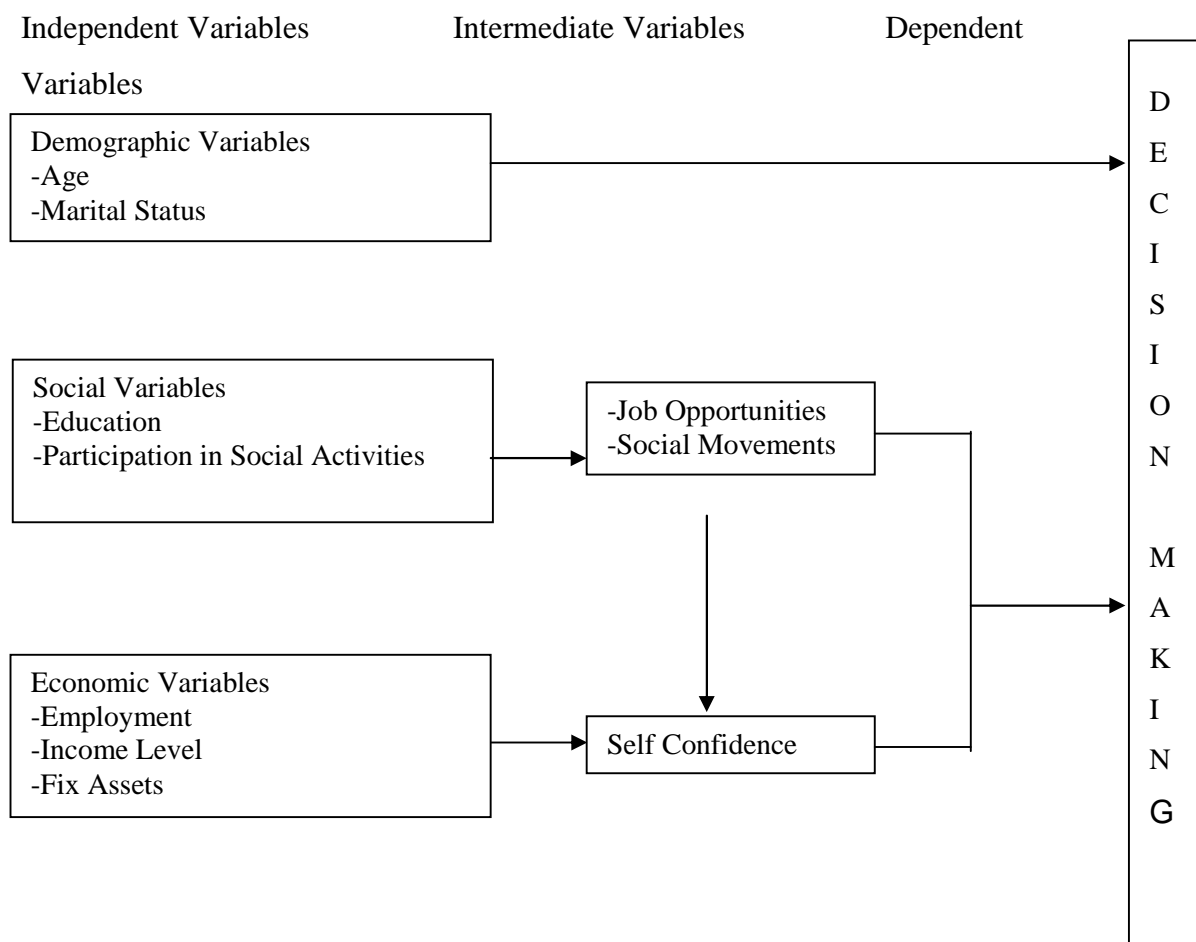 Independent Variables Intermediate Variables Dependent
Variables
Demographic Variables
-Age
-Marital Status
Social Variables
-Education
-Participation in Social Activities
-Job Opportunities
-Social Movements
Economic Variables
-Employment
-Income Level
-Fix Assets
Self Confidence
D
E
C
I
S
I
O
N
M
A
K
I
N
G